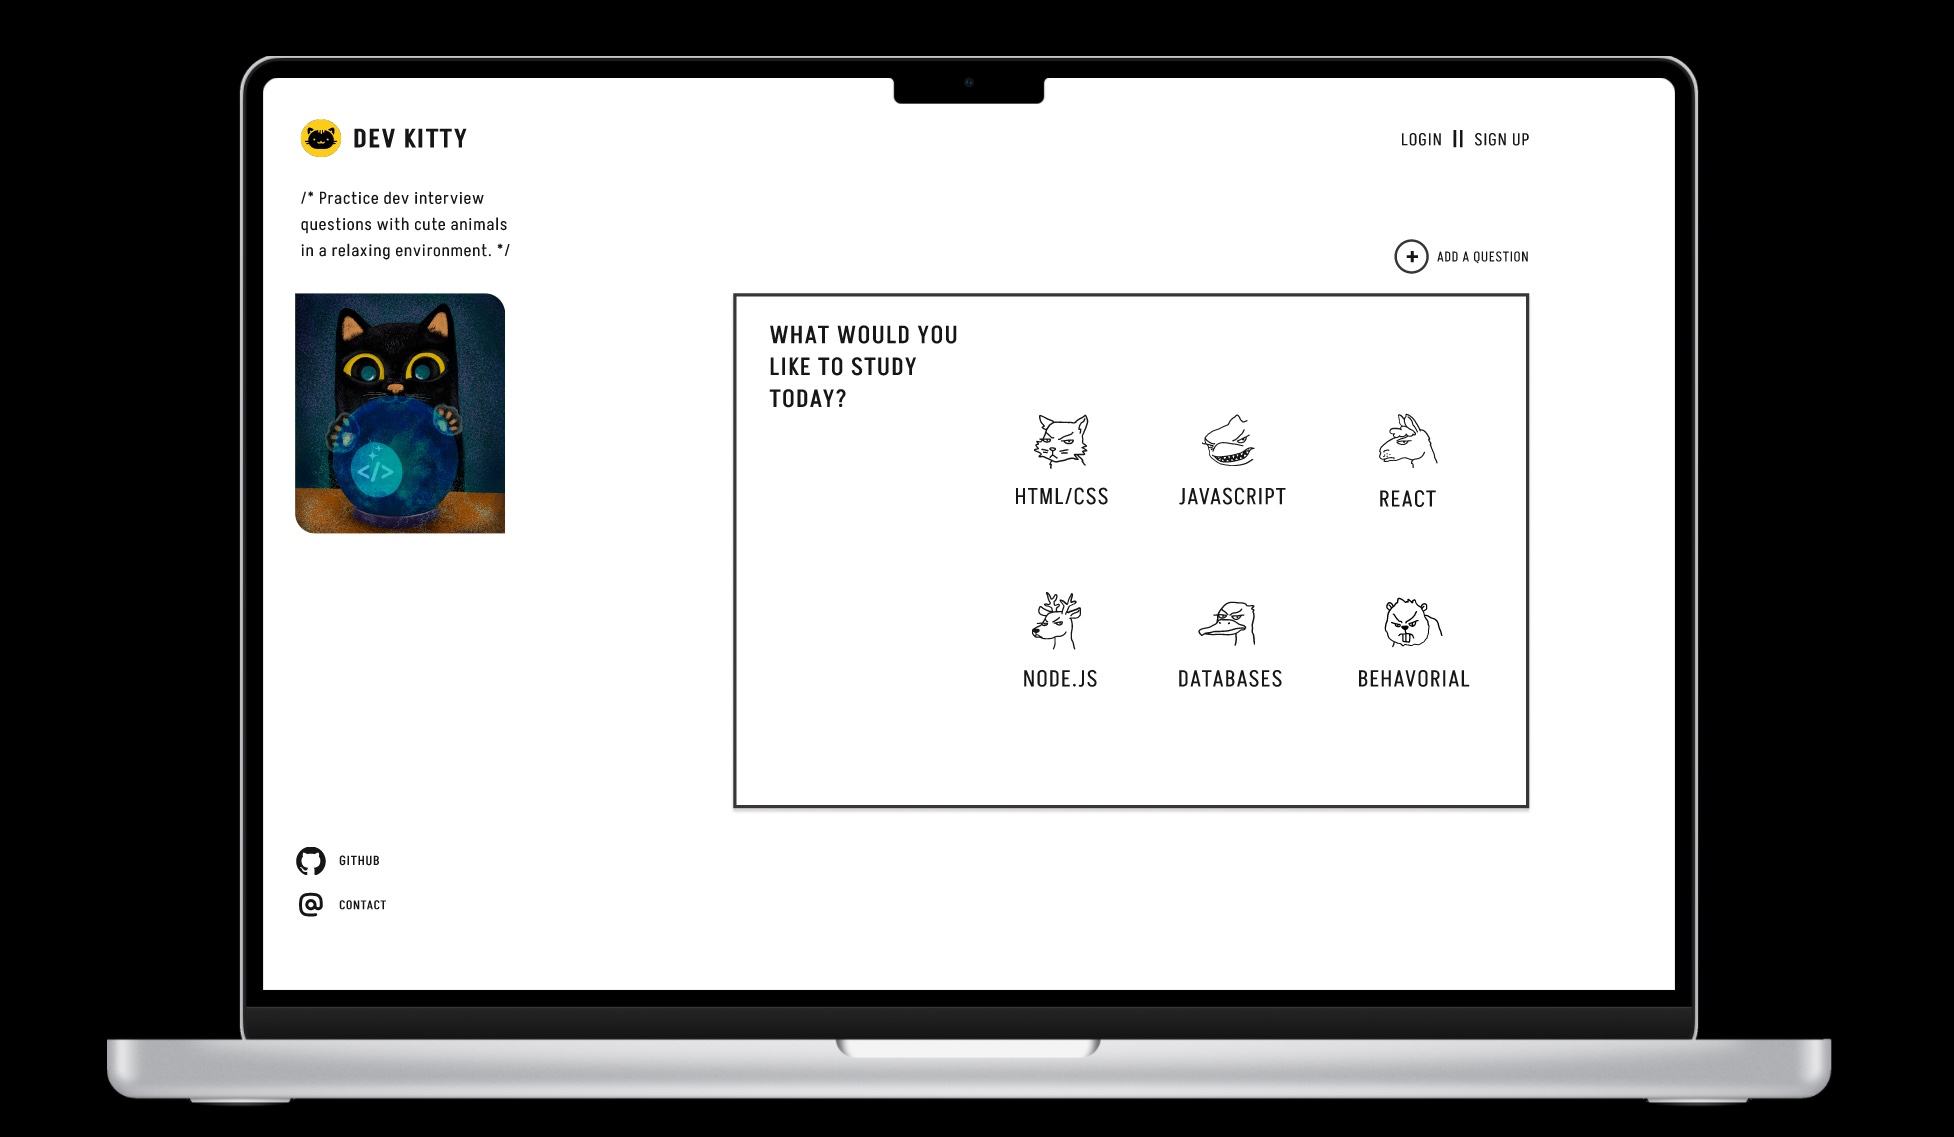 DEV KITTY
LOGIN || SIGN UP
/* Practice dev interview
questions with cute animals
in a relaxing environment. */
+ ADD A QUESTION
</>
WHAT WOULD YOU
LIKE TO STUDY
TODAY?
HTML/CSS
JAVASCRIPT
REACT
NODE.JS
DATABASES
BEHAVORIAL
GITHUB
@ CONTACT